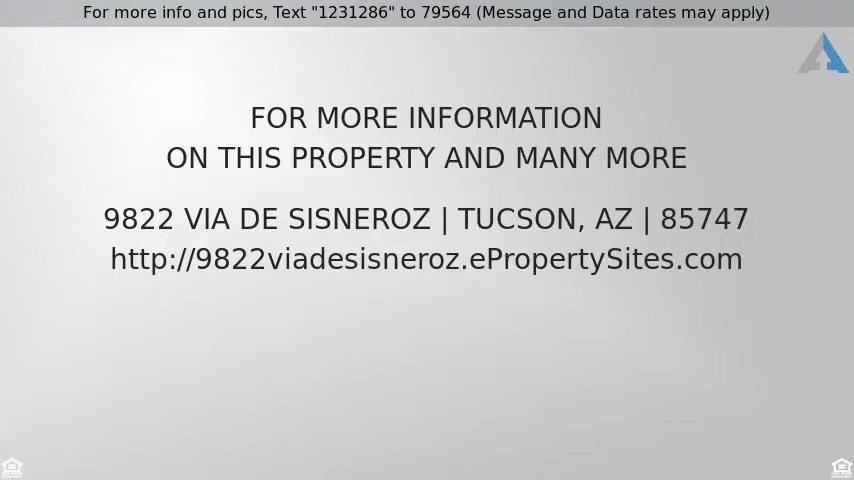 For more info and pics, Text "1231286" to 79564 (Message and Data rates may apply)
FOR MORE INFORMATION
ON THIS PROPERTY AND MANY MORE
9822 VIA DE SISNEROZ | TUCSON, AZ | 85747
http://9822viadesisneroz.ePropertySites.com